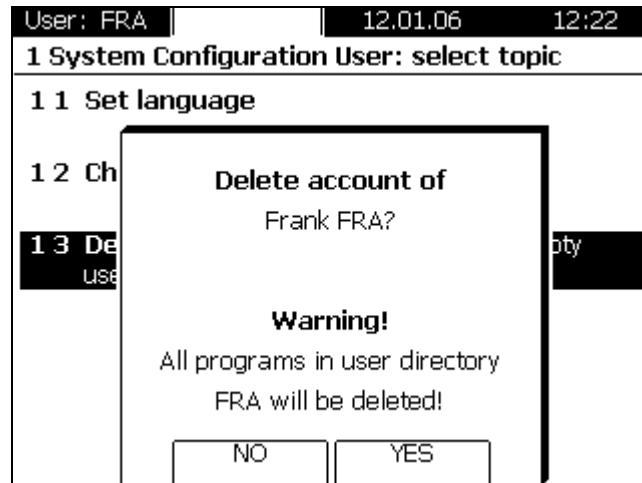 User: FRA 12.01.06 12:22
1 System Configuration User: select topic
1 1 Set language
1 2 Ch
Delete account of
Frank FRA?
1 3 De pty
use
Warning!
All programs in user directory
FRA will be deleted!
NO YES